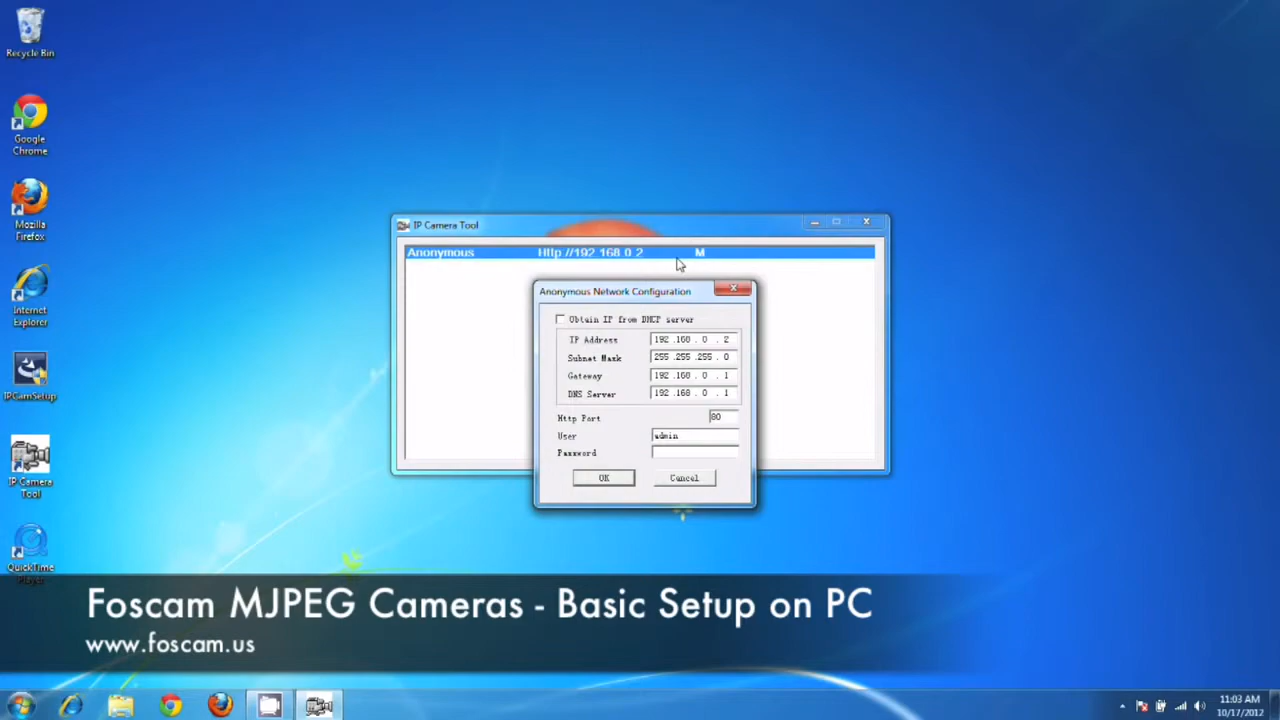 Recycle Bin
Google
Chrome
Mozilla
Firefox
Internet
Explorer
IPCamSetup
IP Camera
Tool
QuickTime
Player
IP Camera Tool
Anonymous Http://192.168.0.2 M
Anonymous Network Configuration
Obtain IP from DHCP server
IP Address 192 .168 . 0 . 2
Subnet Mask 255 .255 .255 . 0
Gateway 192 .168 . 0 . 1
DNS Server 192 .168 . 0 . 1
Http Port 80
User admin
Password
OK Cancel
Foscam MJPEG Cameras - Basic Setup on PC
www.foscam.us
11:03 AM
10/17/2012